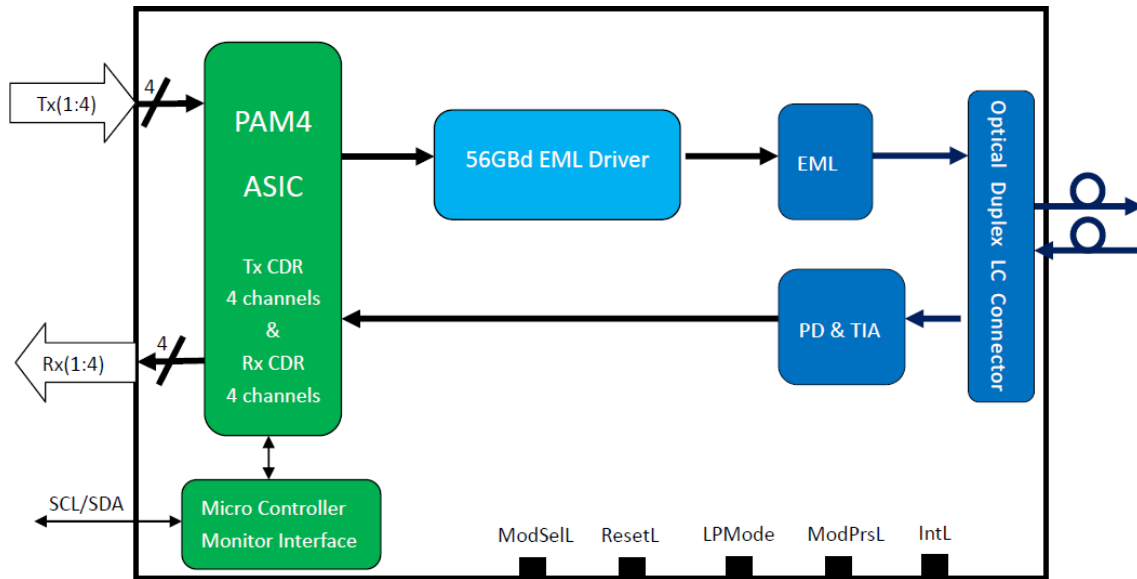 Tx(1:4)
4
PAM4
ASIC
Tx CDR
4 channels
&
Rx CDR
4 channels
56GBd EML Driver
EML
Optical Duplex LC Connector
PD & TIA
Rx(1:4)
4
SCL/SDA
Micro Controller
Monitor Interface
ModSelL
ResetL
LPMode
ModPrsL
IntL